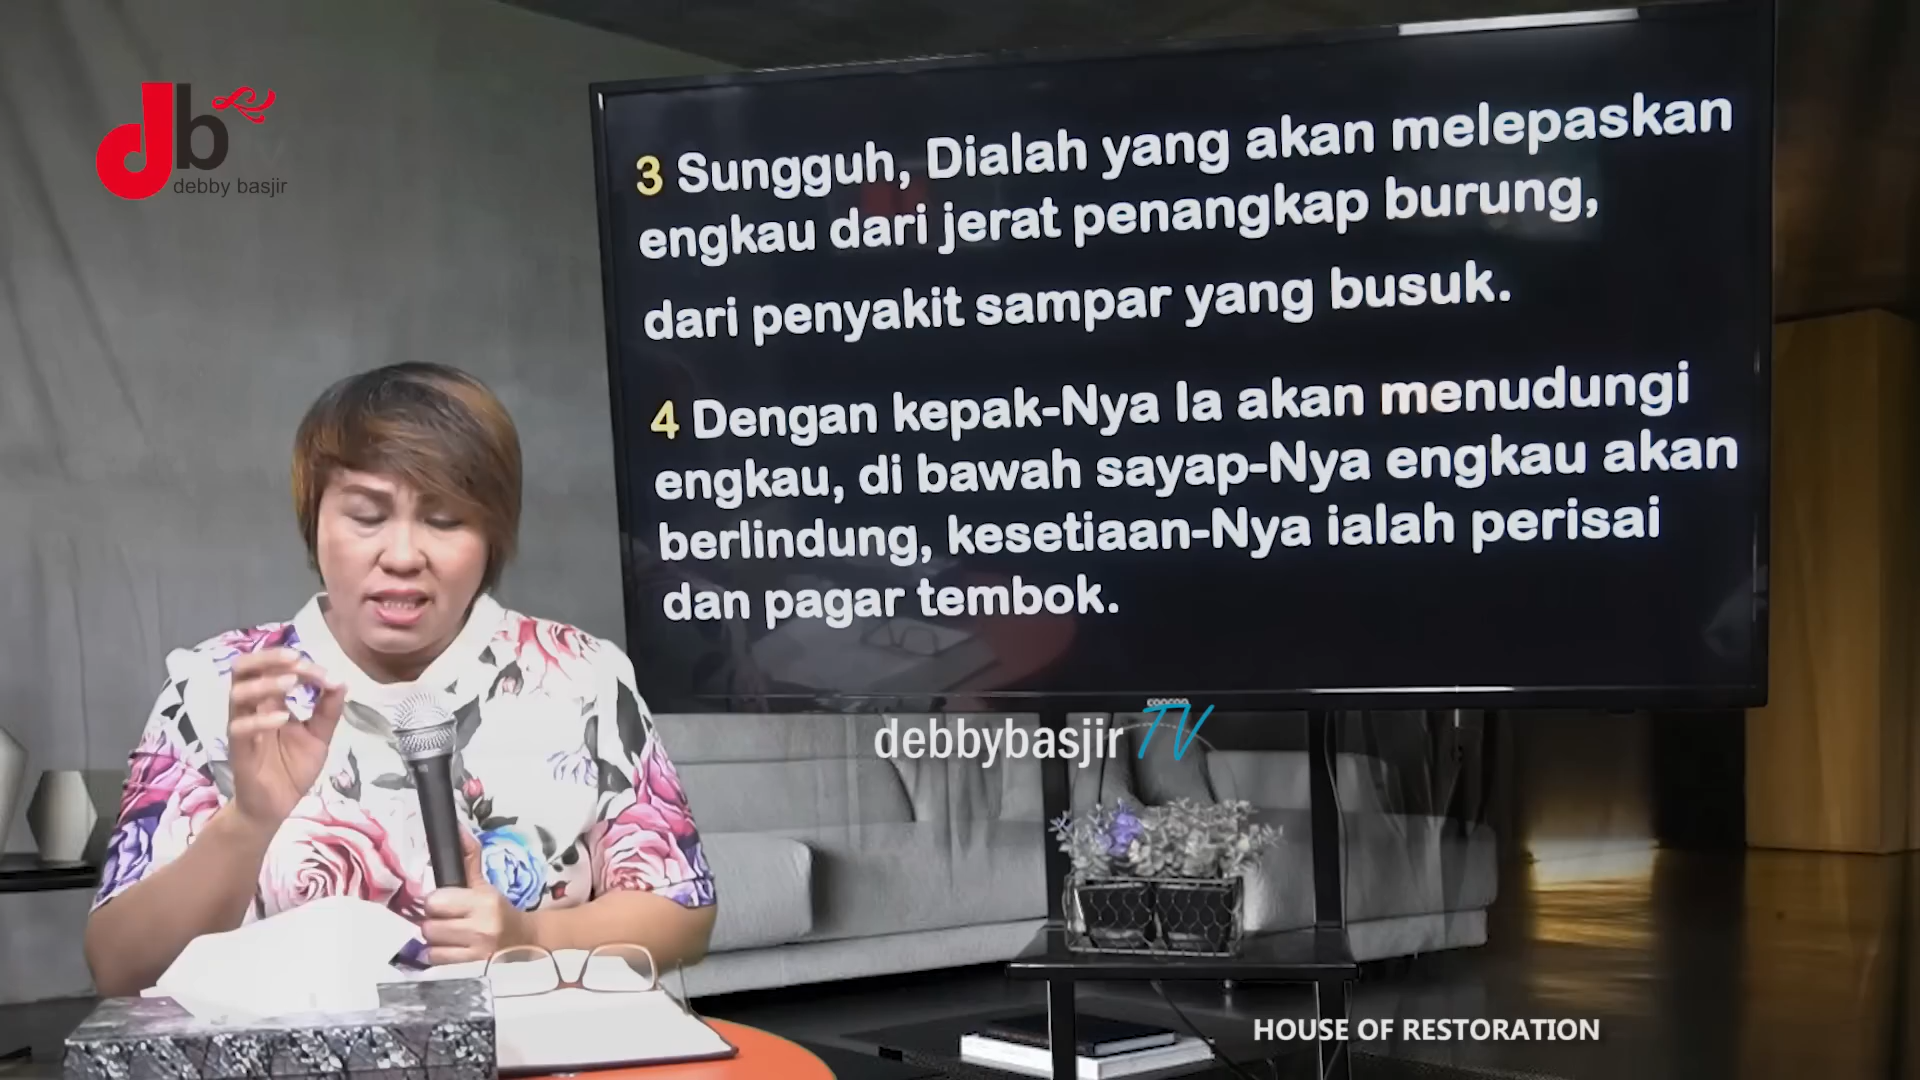 db
debby basjir
3 Sungguh, Dialah yang akan melepaskan
engkau dari jerat penangkap burung,
dari penyakit sampar yang busuk.
4 Dengan kepak-Nya Ia akan menudungi
engkau, di bawah sayap-Nya engkau akan
berlindung, kesetiaan-Nya ialah perisai
dan pagar tembok.
debbybasjir TV
HOUSE OF RESTORATION